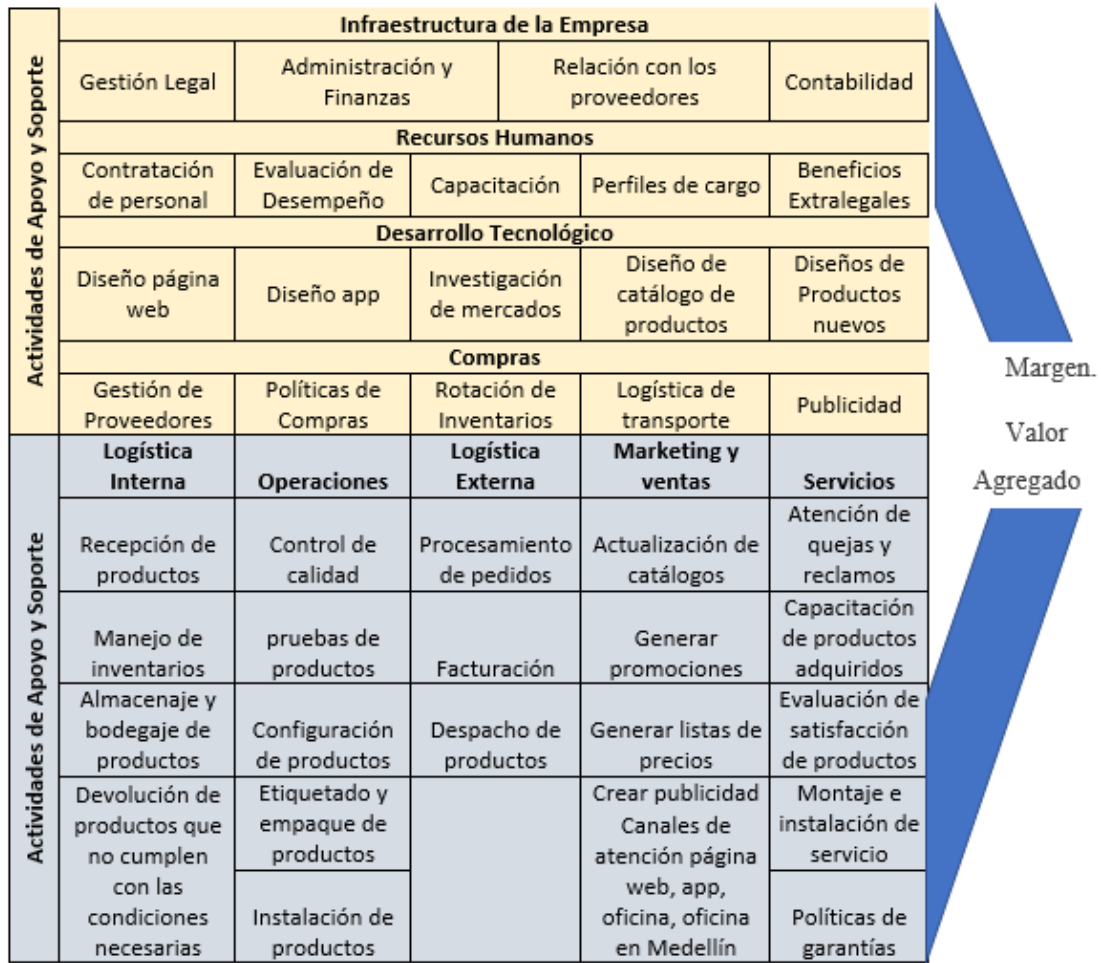 Actividades de Apoyo y Soporte
Infraestructura de la Empresa
Gestión Legal
Administración y
Finanzas
Relación con los
proveedores
Contabilidad
Recursos Humanos
Contratación
de personal
Evaluación de
Desempeño
Capacitación
Perfiles de cargo
Beneficios
Extralegales
Desarrollo Tecnológico
Diseño página
web
Diseño app
Investigación
de mercados
Diseño de
catálogo de
productos
Diseños de
Productos
nuevos
Compras
Gestión de
Proveedores
Políticas de
Compras
Rotación de
Inventarios
Logística de
transporte
Publicidad
Actividades de Apoyo y Soporte
Logística
Interna
Operaciones
Logística
Externa
Marketing y
ventas
Servicios
Recepción de
productos
Control de
calidad
Procesamiento
de pedidos
Actualización de
catálogos
Atención de
quejas y
reclamos
Manejo de
inventarios
pruebas de
productos
Facturación
Generar
promociones
Capacitación
de productos
adquiridos
Almacenaje y
bodegaje de
productos
Configuración
de productos
Despacho de
productos
Generar listas de
precios
Evaluación de
satisfacción
de productos
Devolución de
productos que
no cumplen
con las
condiciones
necesarias
Etiquetado y
empaque de
productos
Instalación de
productos
Crear publicidad
Canales de
atención página
web, app,
oficina, oficina
en Medellín
Montaje e
instalación de
servicio
Políticas de
garantías
Margen.
Valor
Agregado